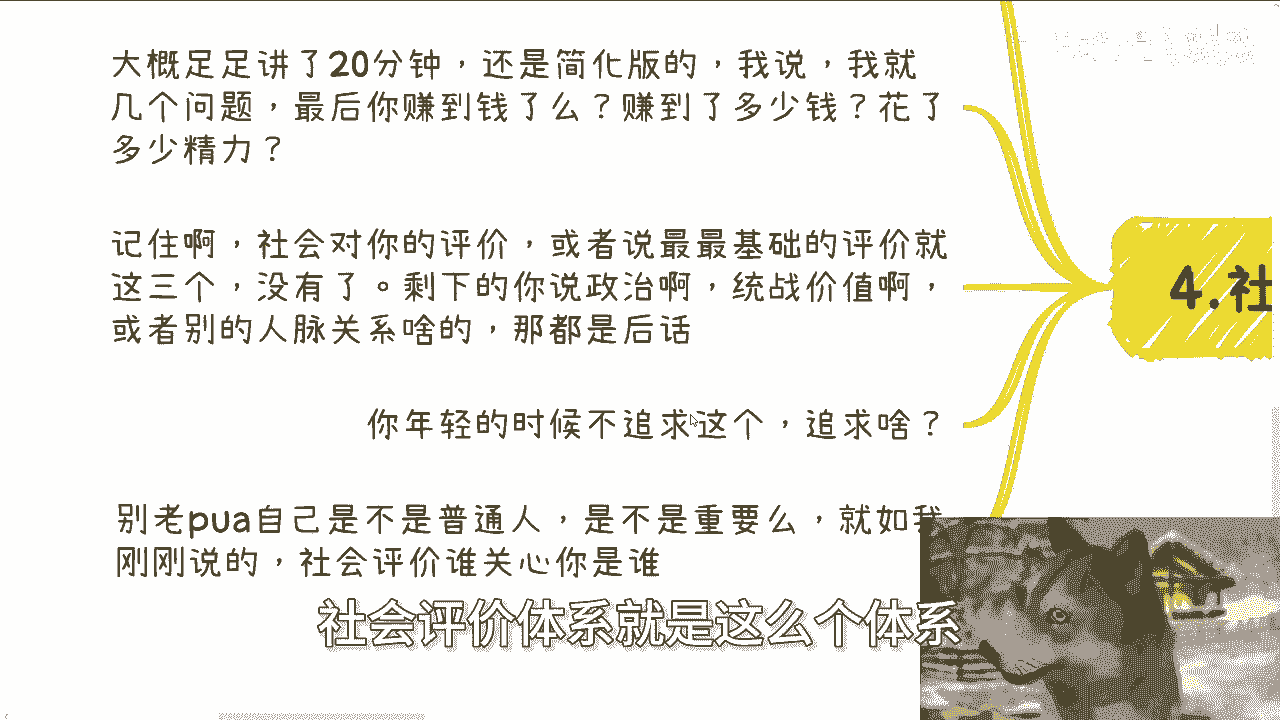 大概足足讲了20分钟，还是简化版的，我说，我就
几个问题，最后你赚到钱了么？赚到了多少钱？花了
多少精力？
记住啊，社会对你的评价，或者说最最基础的评价就
这三个，没有了。剩下的你说政治啊，统战价值啊，
或者别的人脉关系啥的，那都是后话
你年轻的时候不追求这个，追求啥？
别老pua自己是不是普通人，是不是重要么，就如我
刚刚说的，社会评价谁关心你是谁
4.社
社会评价体系就是这么个体系